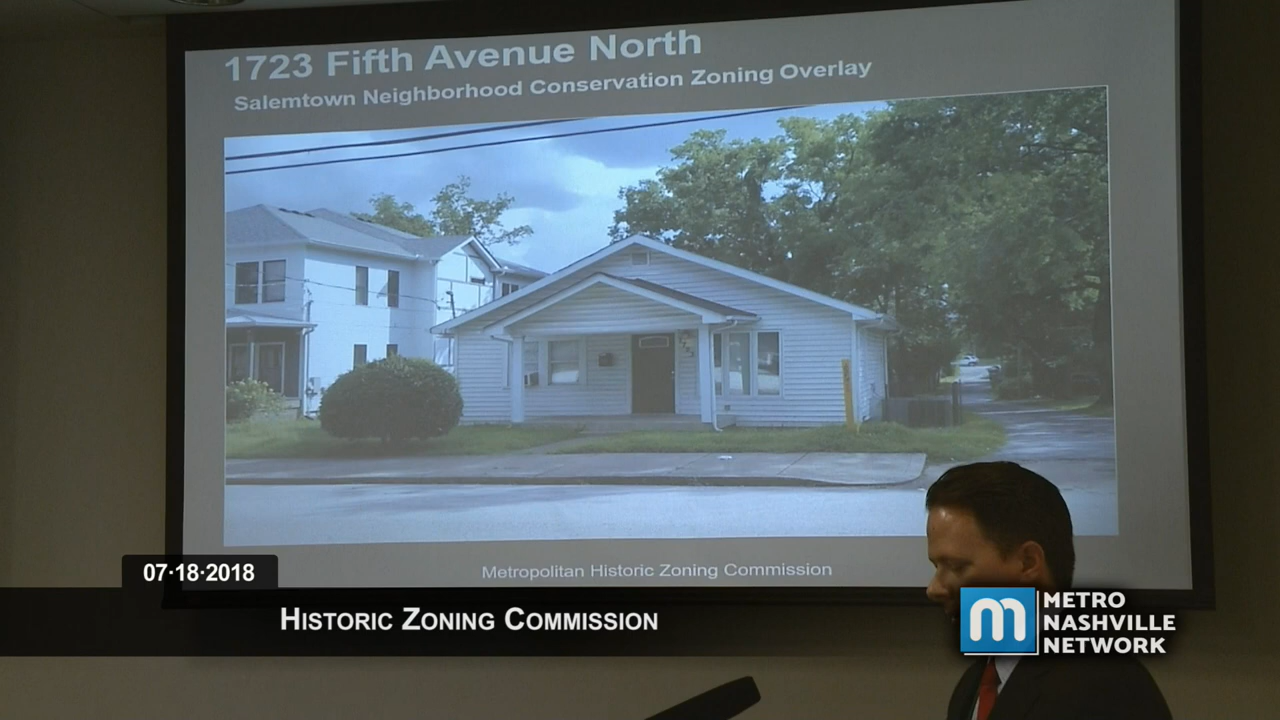 1723 Fifth Avenue North
Salemtown Neighborhood Conservation Zoning Overlay
Metropolitan Historic Zoning Commission
07·18·2018
Historic Zoning Commission
m
METRO
NASHVILLE
NETWORK